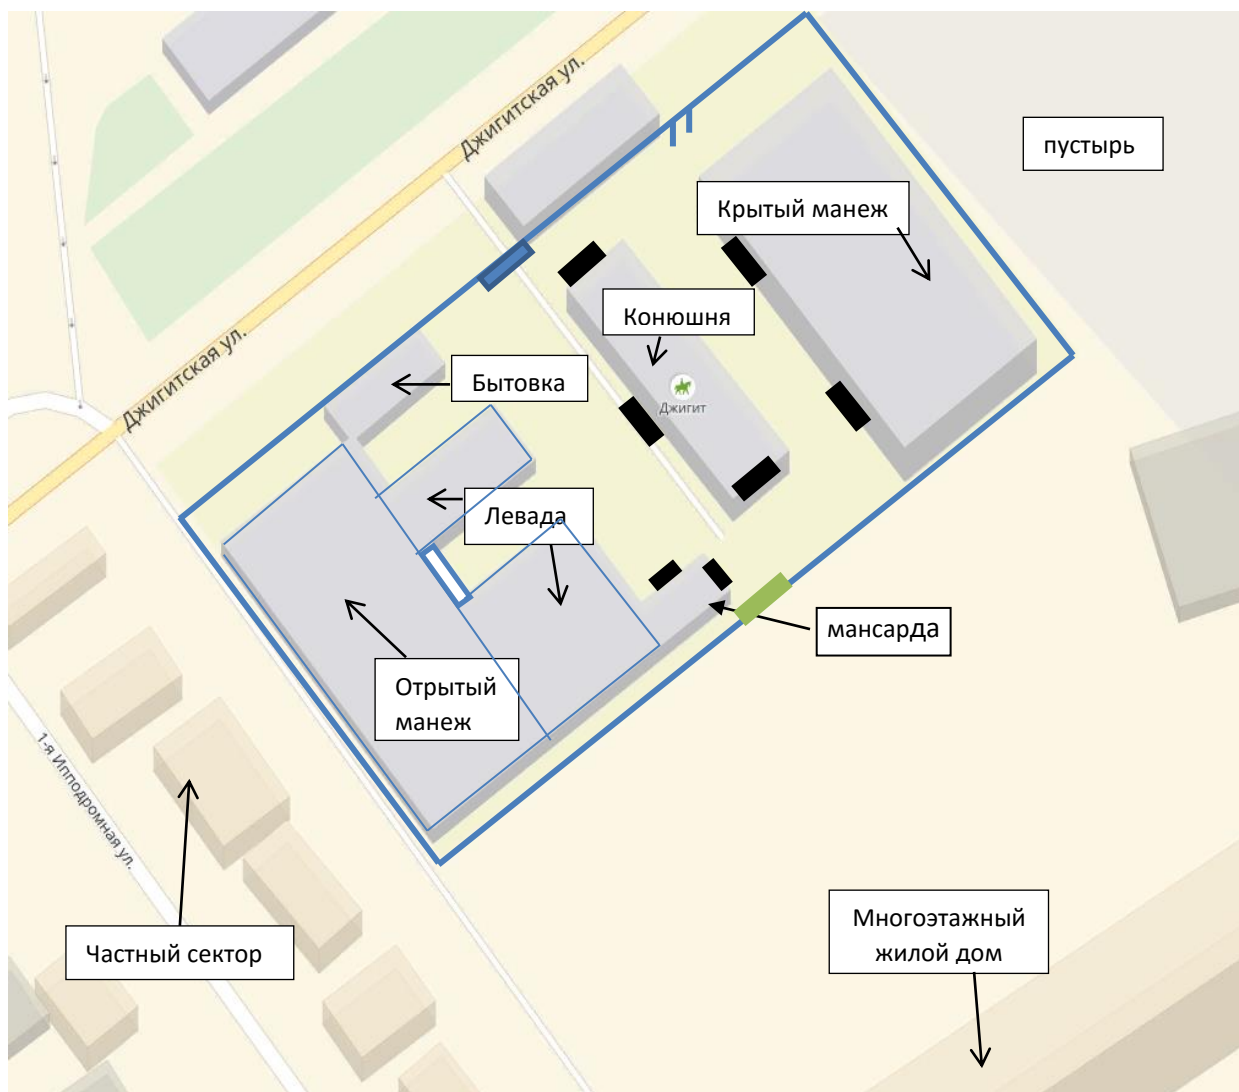 Джигитская ул.
пустырь
Крытый манеж
Конюшня
Джигит
Джигитская ул.
Бытовка
Левада
мансарда
Отрытый
манеж
1-я Ипподромная ул.
Многоэтажный
жилой дом
Частный сектор